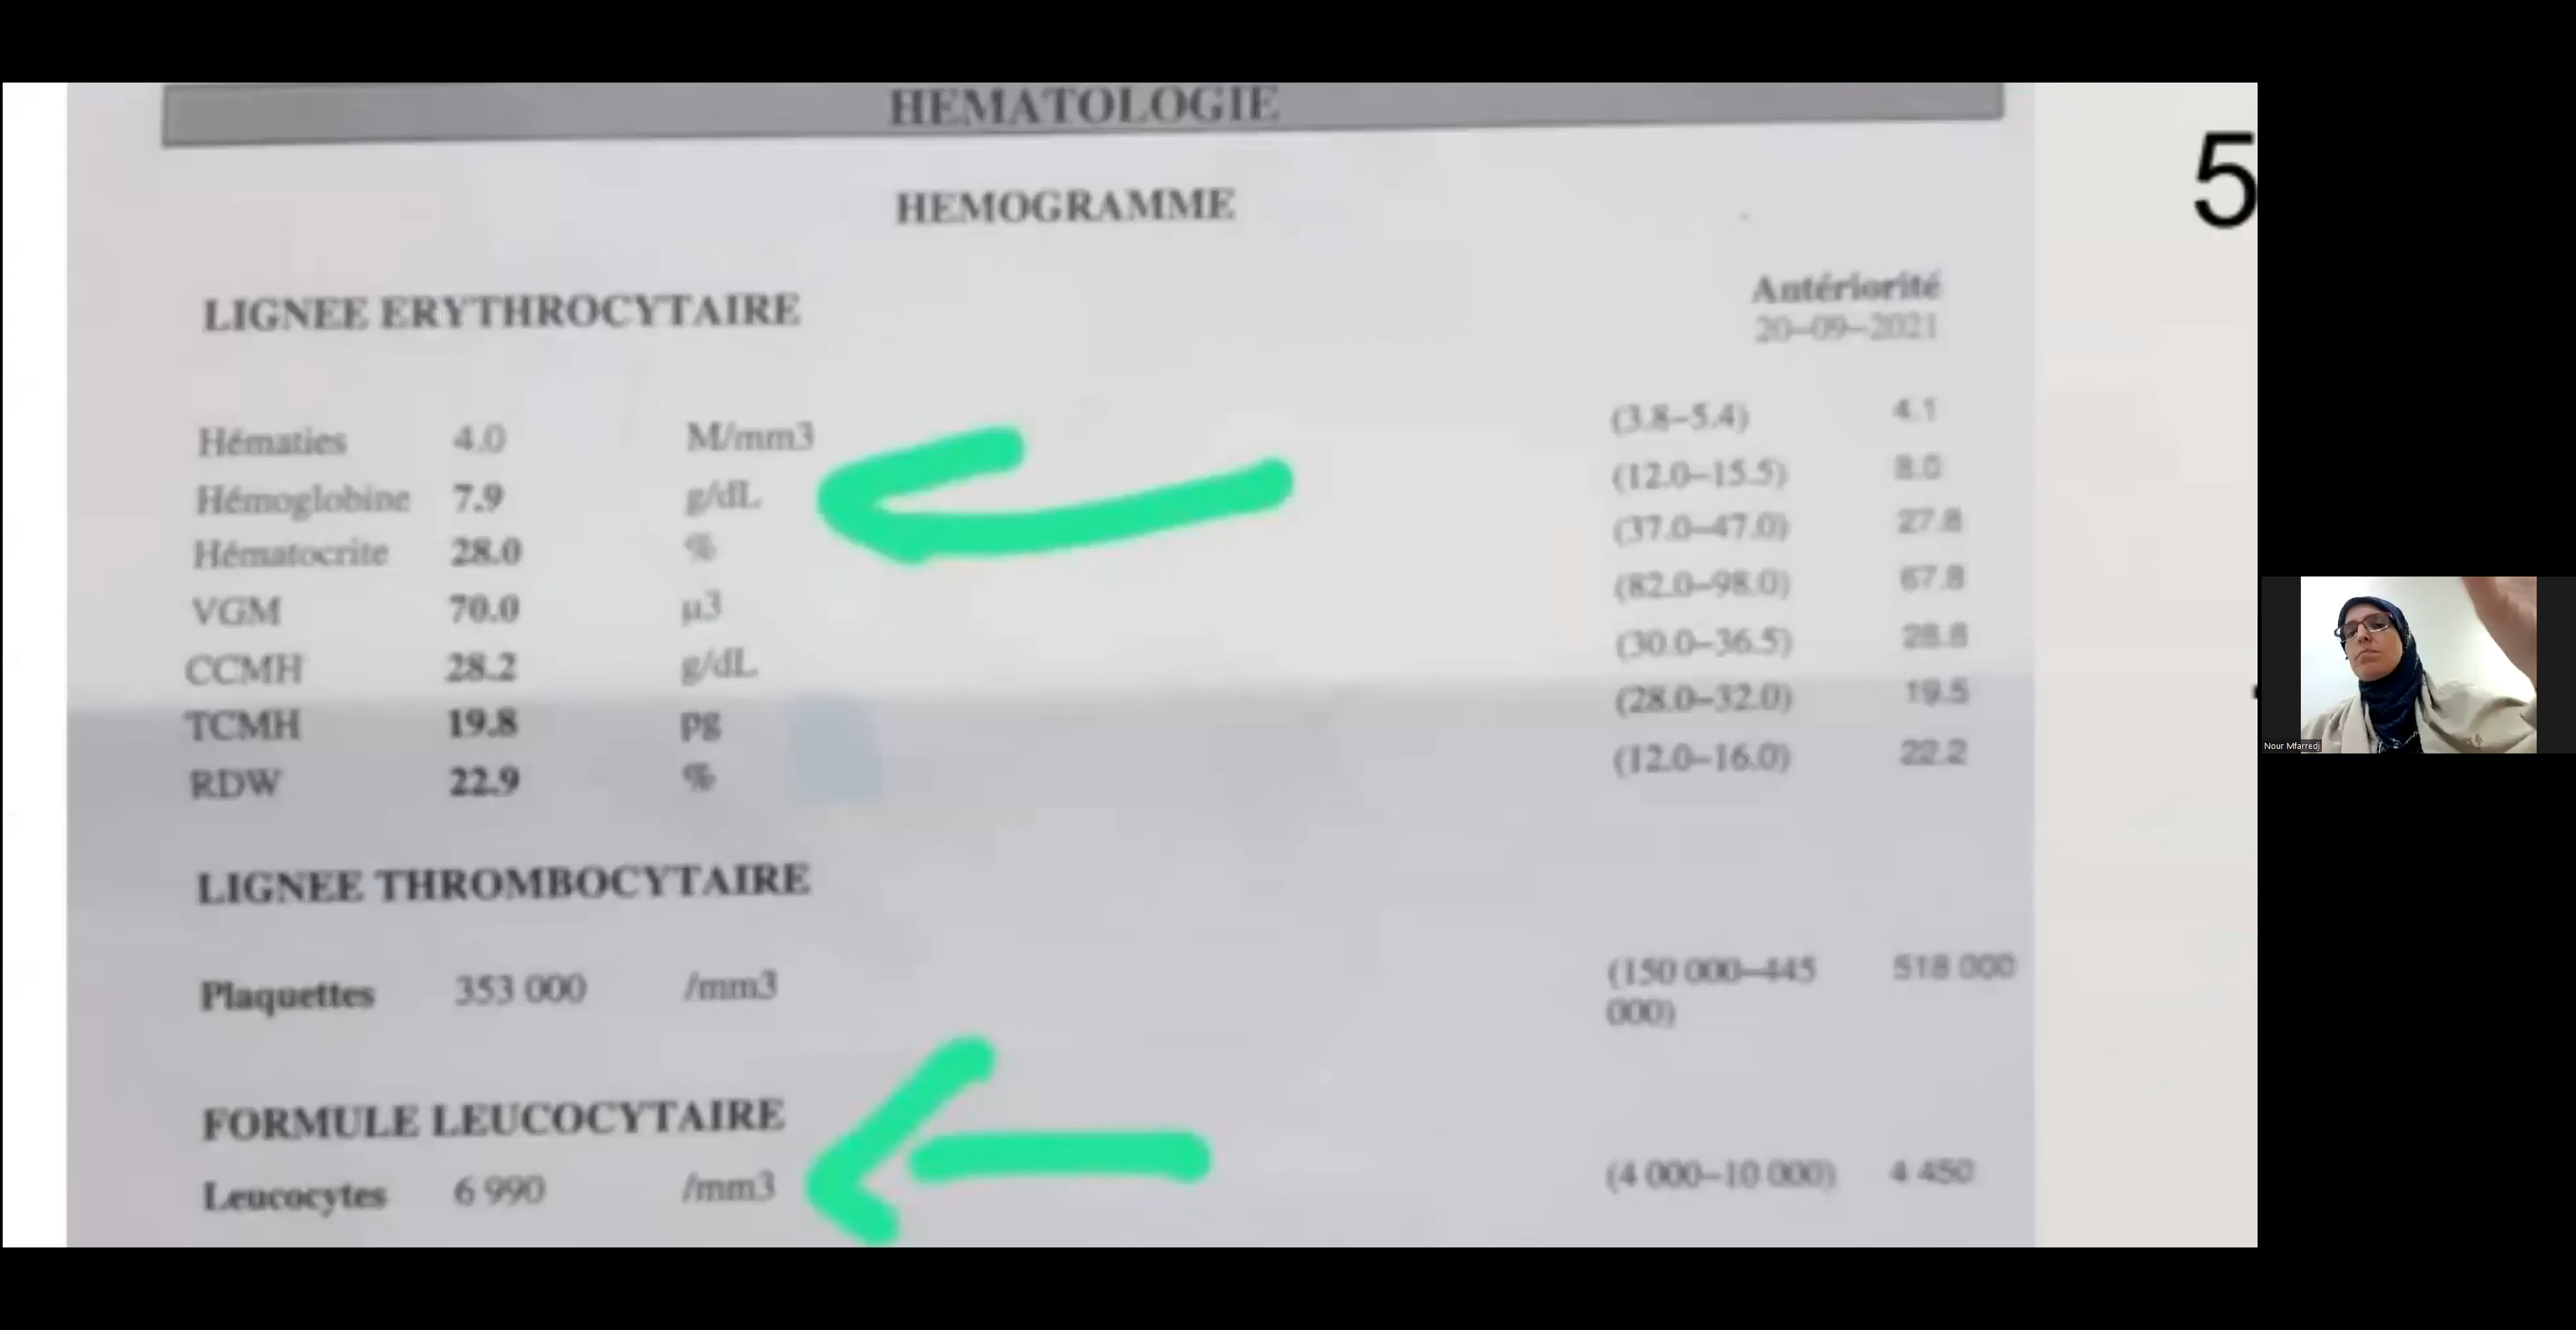 HEMATOLOGIE
5
HEMOGRAMME
Antériorité
LIGNEE ERYTHROCYTAIRE
20-09-2021
Hématies 4.0 M/mm3 (3.8-5.4) 4.1
Hémoglobine 7.9 g/dL (12.0-15.5) 8.0
Hématocrite 28.0 % (37.0-47.0) 27.8
VGM 70.0 µ3 (82.0-98.0) 67.8
CCMH 28.2 g/dL (30.0-36.5) 28.8
TCMH 19.8 pg (28.0-32.0) 19.5
RDW 22.9 % (12.0-16.0) 22.2
LIGNEE THROMBOCYTAIRE
Plaquettes 353 000 /mm3 (150 000-445 518 000
000)
FORMULE LEUCOCYTAIRE
Leucocytes 6 990 /mm3 (4 000-10 000) 4 450
Nour Mfarredj